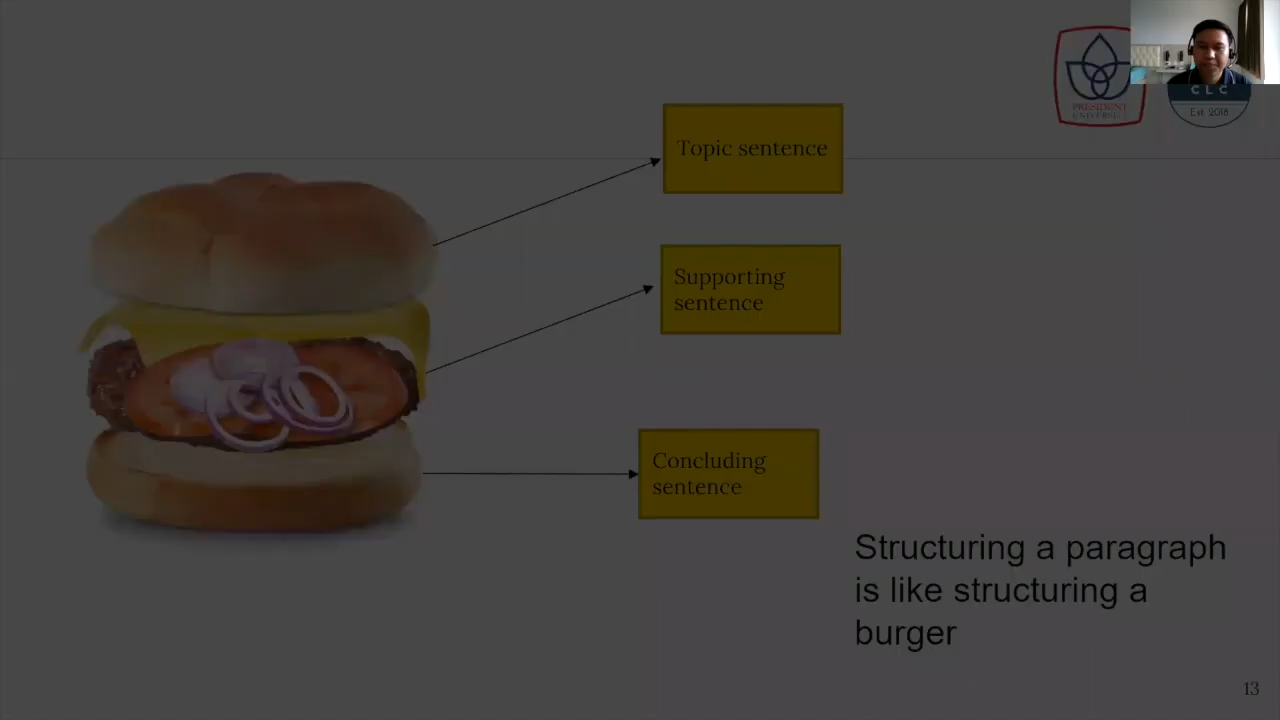 Topic sentence
Supporting
sentence
Concluding
sentence
Structuring a paragraph
is like structuring a
burger
PRESIDENT
UNIVERSITY
CLC
Est. 2018
13